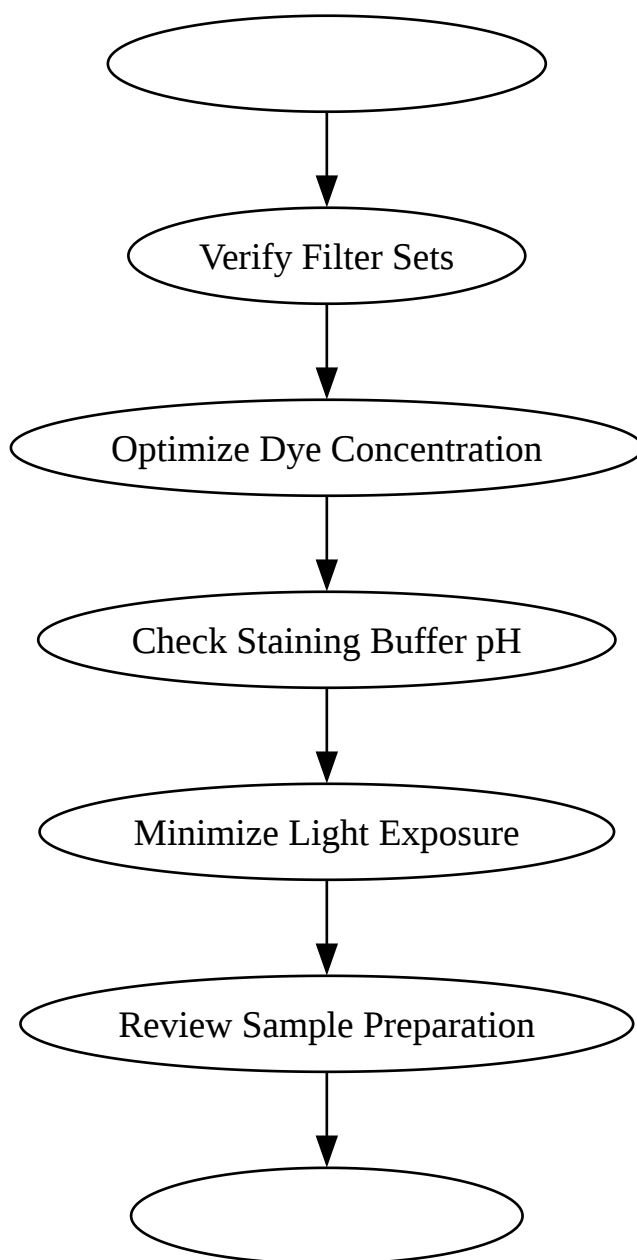 Verify Filter Sets
Optimize Dye Concentration
Check Staining Buffer pH
Minimize Light Exposure
Review Sample Preparation